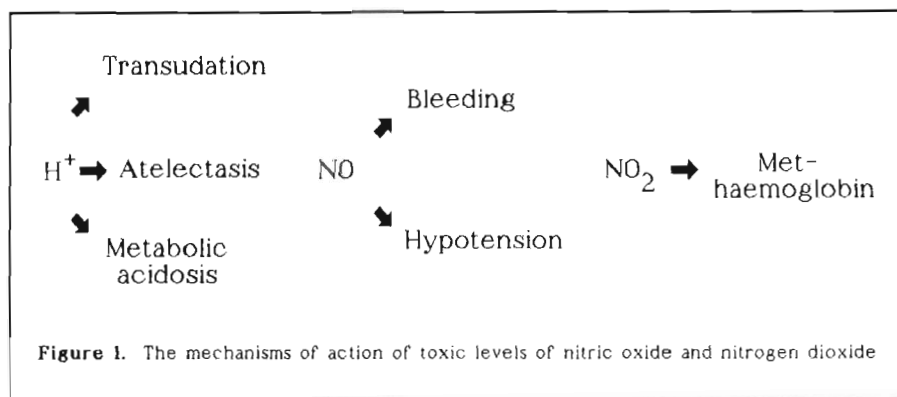 Transudation
Bleeding
H⁺ → Atelectasis
NO
NO₂ → Met-
haemoglobin
Metabolic
acidosis
Hypotension
Figure 1. The mechanisms of action of toxic levels of nitric oxide and nitrogen dioxide